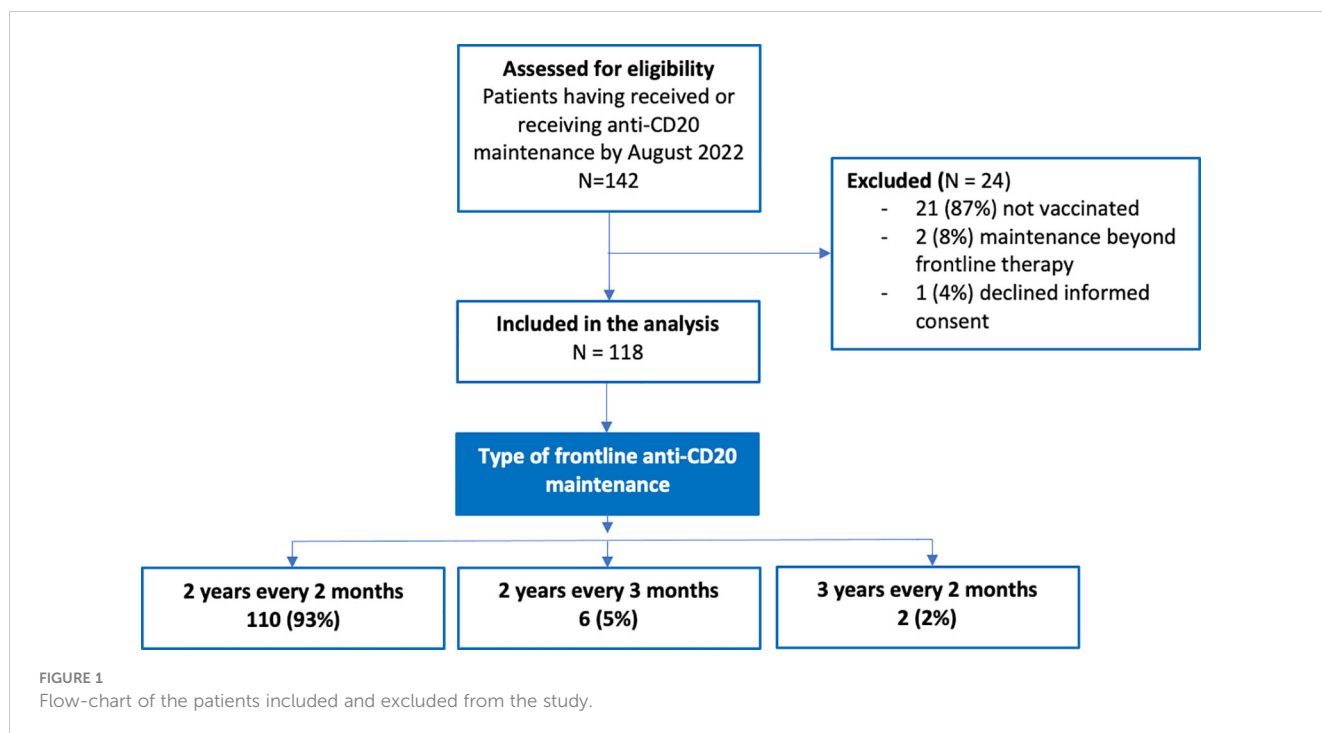 Assessed for eligibility
Patients having received or
receiving anti-CD20
maintenance by August 2022
N=142
Excluded (N = 24)
- 21 (87%) not vaccinated
- 2 (8%) maintenance beyond
frontline therapy
- 1 (4%) declined informed
consent
Included in the analysis
N = 118
Type of frontline anti-CD20
maintenance
2 years every 2 months
110 (93%)
2 years every 3 months
6 (5%)
3 years every 2 months
2 (2%)
FIGURE 1
Flow-chart of the patients included and excluded from the study.